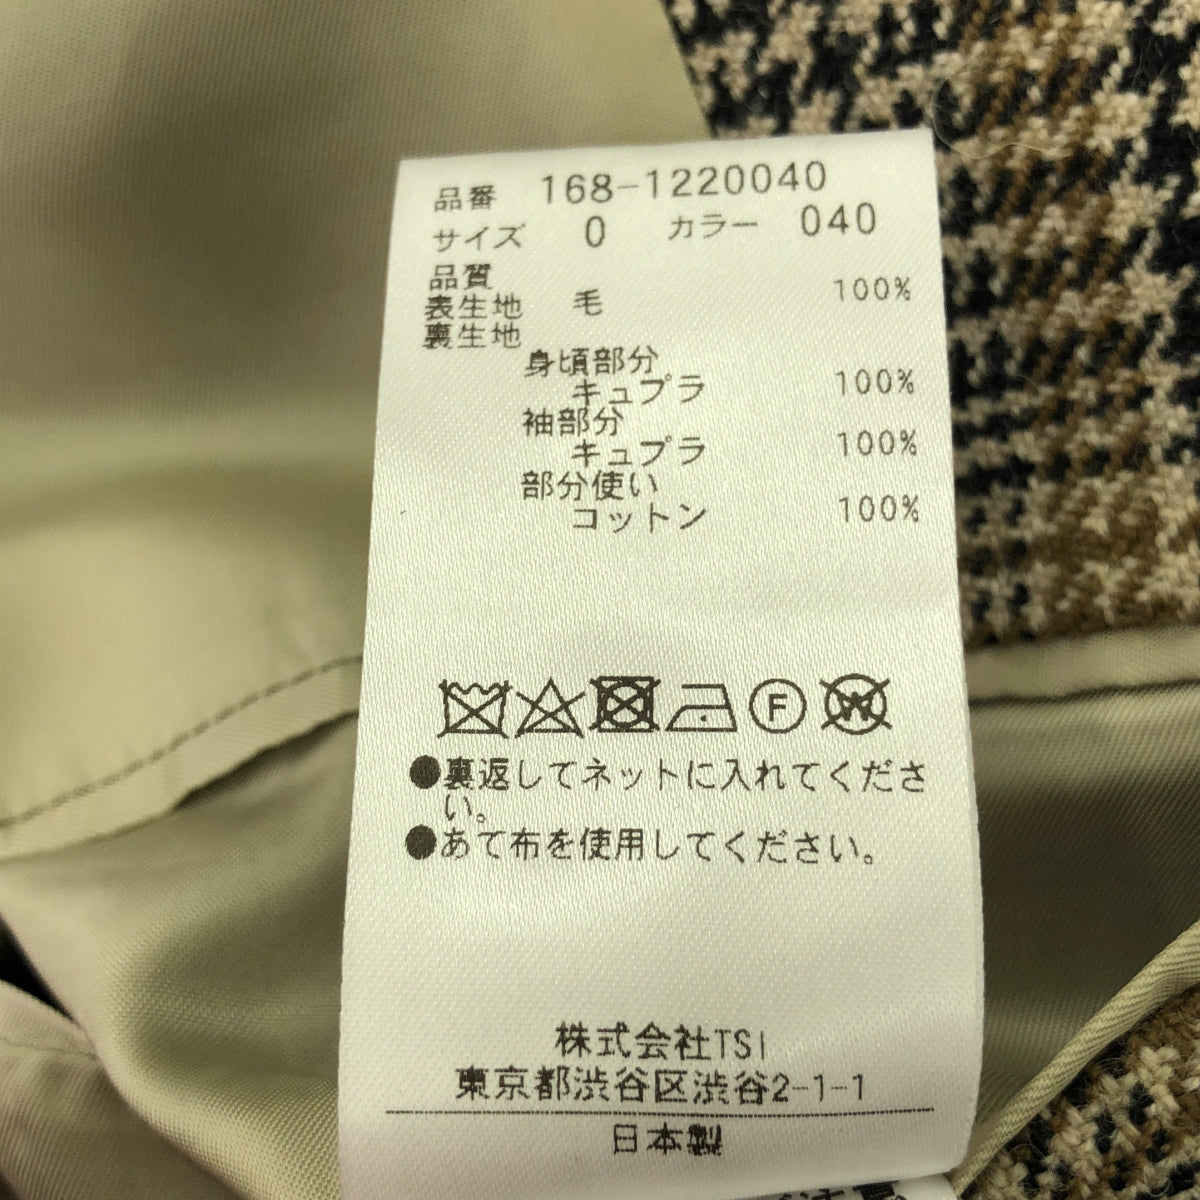 品番 168-1220040
サイズ 0 カラー 040
品質
表生地 毛 100%
裏生地
身頃部分
キュプラ 100%
袖部分
キュプラ 100%
部分使い
コットン 100%
F W
●裏返してネットに入れてくださ
い。
●あて布を使用してください。
株式会社TSI
東京都渋谷区渋谷2-1-1
日本製